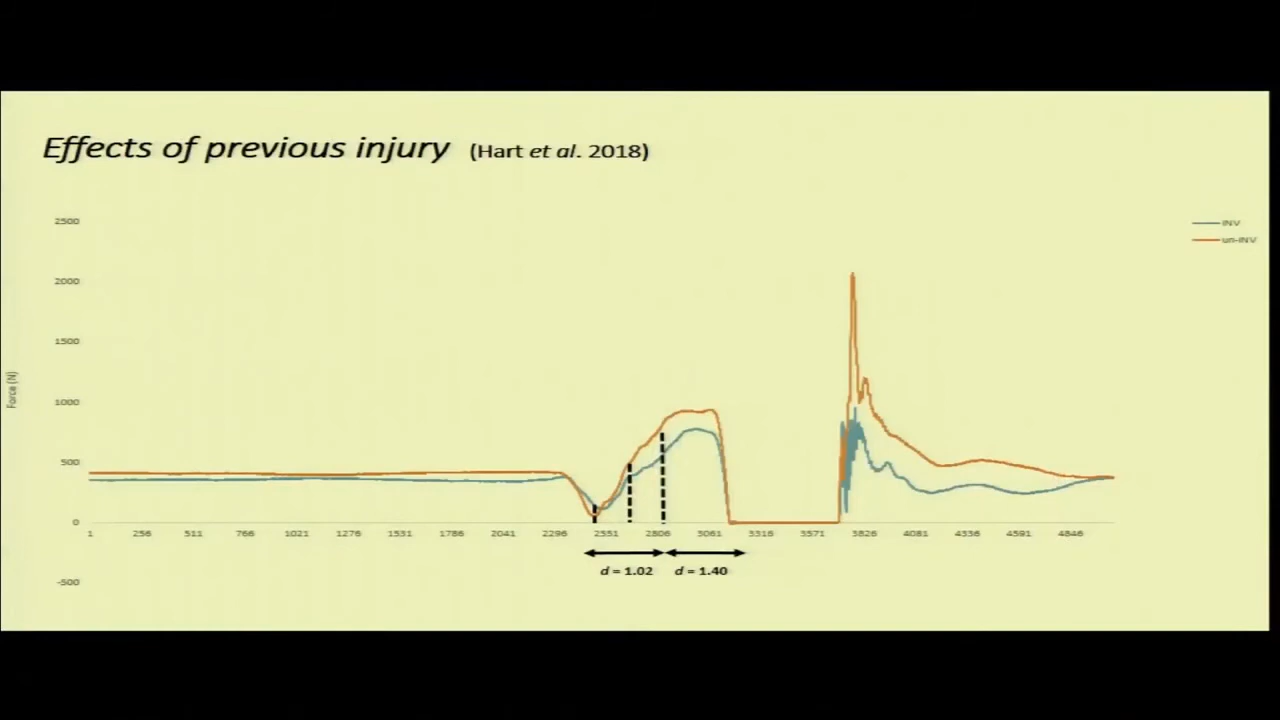 Effects of previous injury (Hart et al. 2018)
2500
INV
un-INV
2000
1500
Force (N)
1000
500
0
1 256 511 766 1021 1276 1531 1786 2041 2296 2551 2806 3061 3316 3571 3826 4081 4336 4591 4846
d = 1.02 d = 1.40
-500